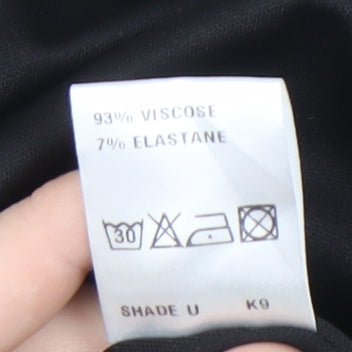 93% VISCOSE
7% ELASTANE
30
SHADE U K9